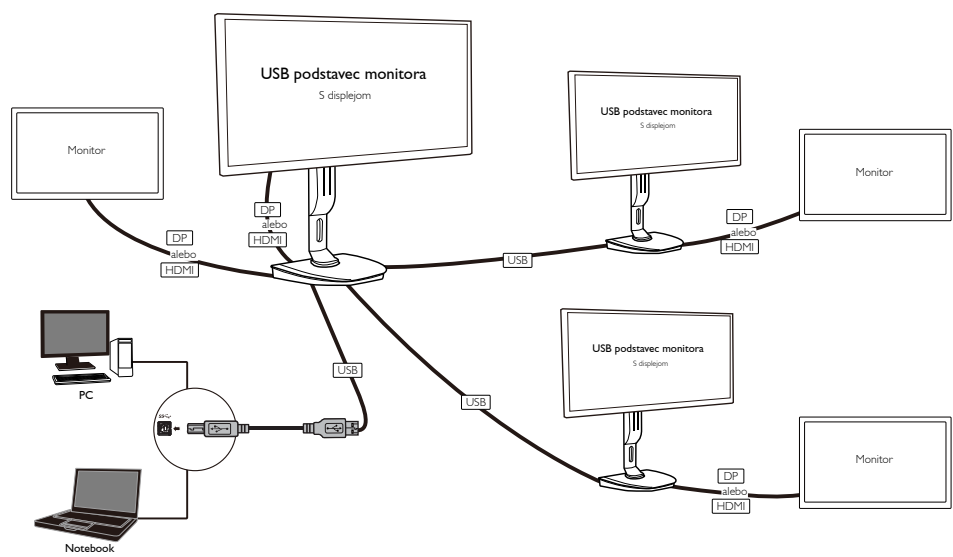 USB podstavec monitora
S displejom
USB podstavec monitora
S displejom
Monitor
Monitor
DP
alebo
HDMI
DP
alebo
HDMI
DP
alebo
HDMI
USB
USB podstavec monitora
S displejom
PC
USB
USB
Monitor
DP
alebo
HDMI
Notebook